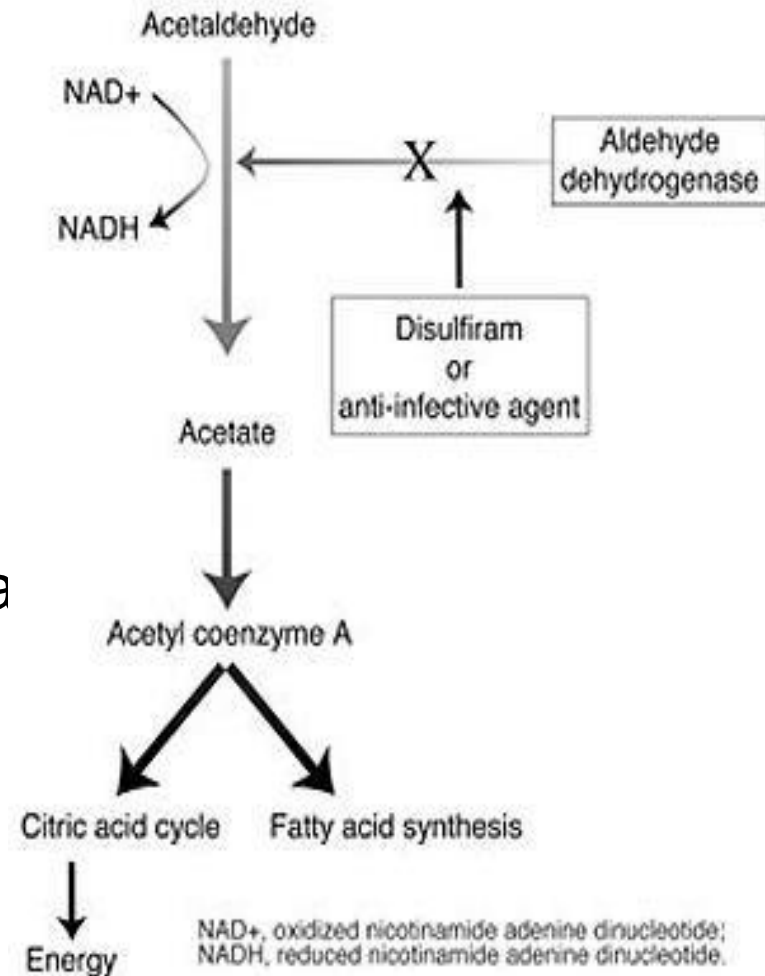 Acetaldehyde
NAD+
Aldehyde
dehydrogenase
X
NADH
Disulfiram
or
anti-infective agent
Acetate
a
Acetyl coenzyme A
Citric acid cycle
Fatty acid synthesis
NAD+, oxidized nicotinamide adenine dinucleotide;
NADH, reduced nicotinamide adenine dinucleotide.
Energy